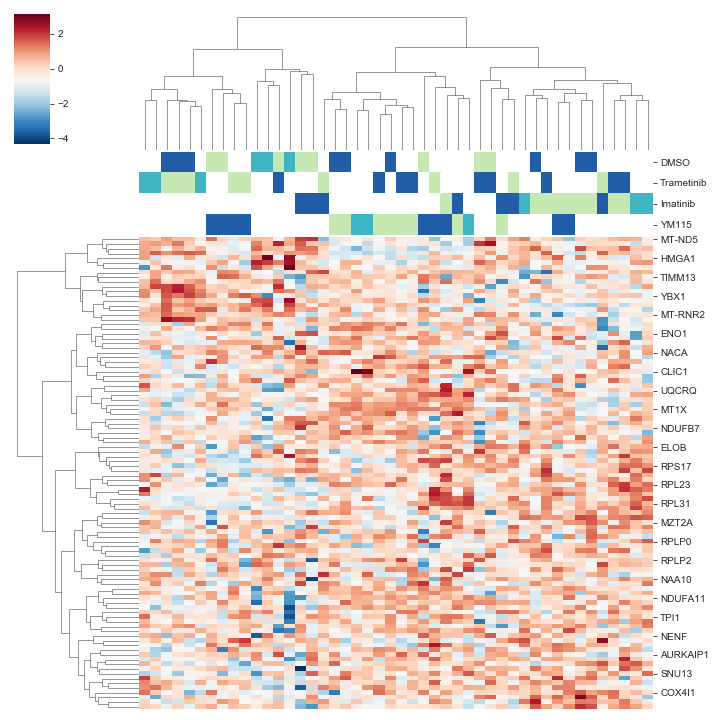 2
0
−2
−4
DMSO
Trametinib
Imatinib
YM115
MT-ND5
HMGA1
TIMM13
YBX1
MT-RNR2
ENO1
NACA
CLIC1
UQCRQ
MT1X
NDUFB7
ELOB
RPS17
RPL23
RPL31
MZT2A
RPLP0
RPLP2
NAA10
NDUFA11
TPI1
NENF
AURKAIP1
SNU13
COX4I1